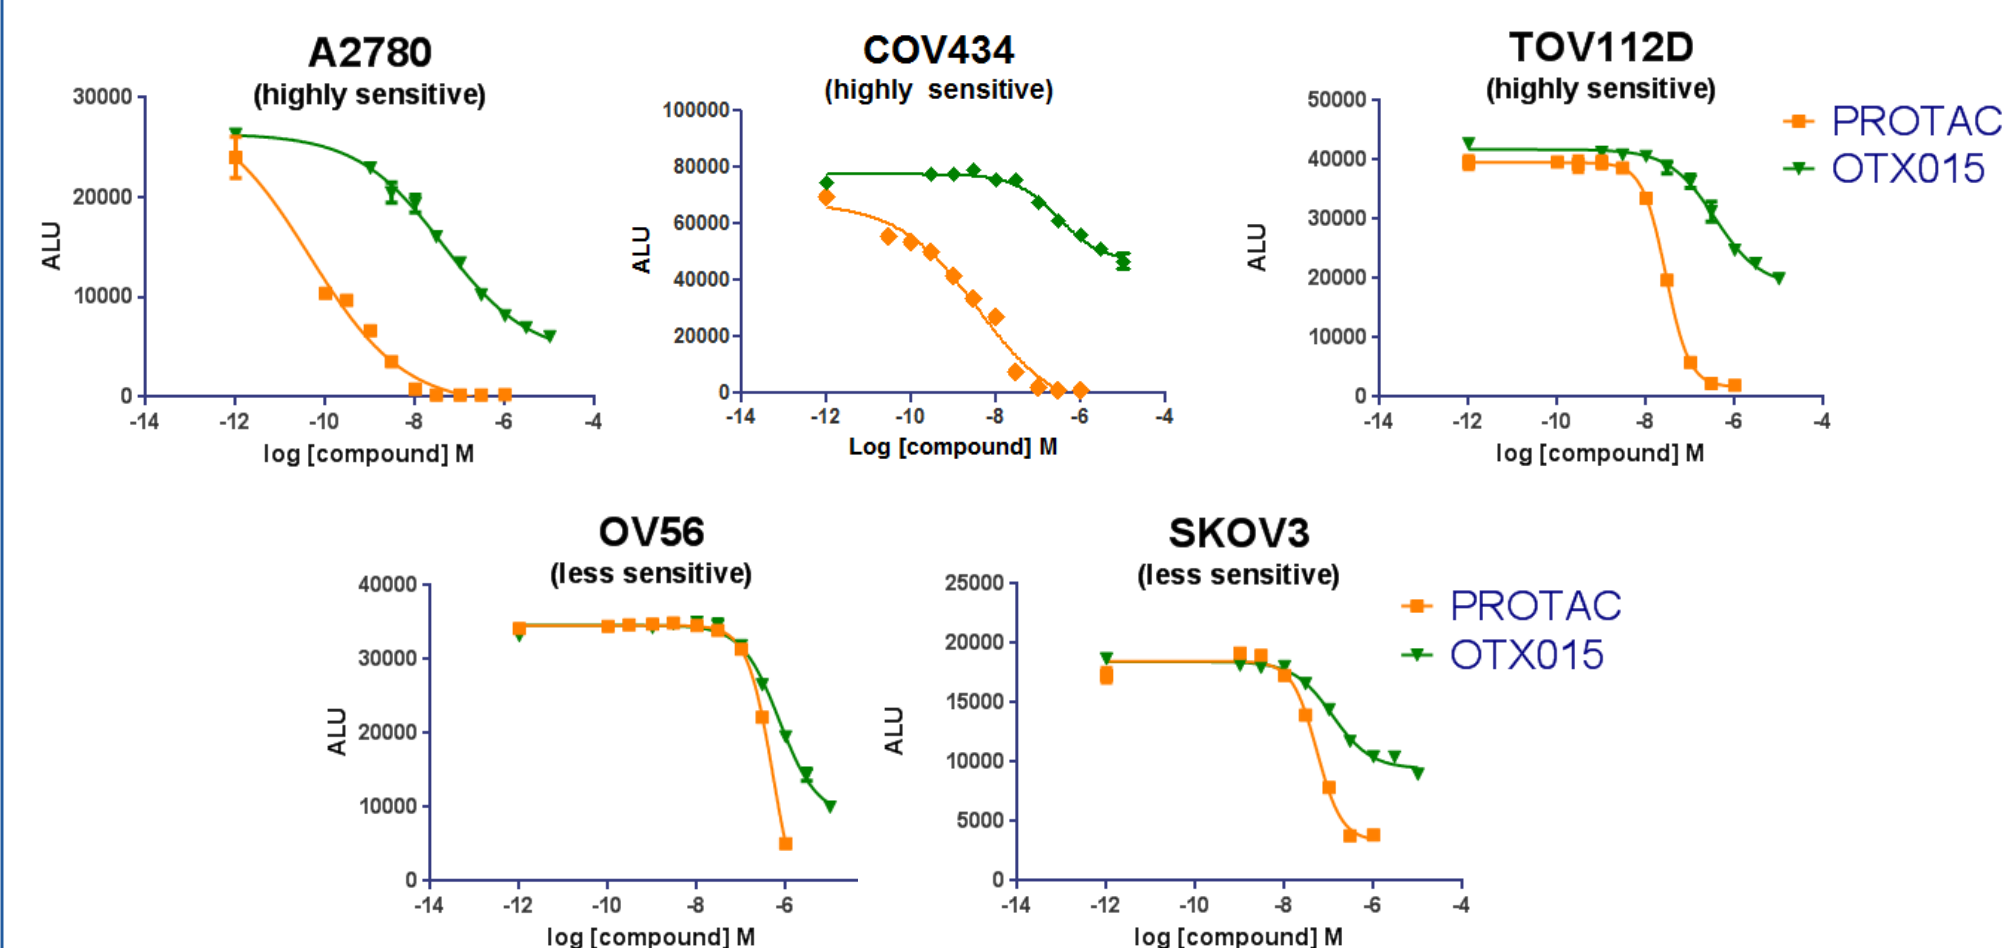 A2780
(highly sensitive)
30000
20000
10000
0
ALU
-14 -12 -10 -8 -6 -4
log [compound] M
COV434
(highly sensitive)
100000
80000
60000
40000
20000
0
ALU
-14 -12 -10 -8 -6 -4
Log [compound] M
TOV112D
(highly sensitive)
50000
40000
30000
20000
10000
0
ALU
-14 -12 -10 -8 -6 -4
log [compound] M
PROTAC
OTX015
OV56
(less sensitive)
40000
30000
20000
10000
0
ALU
-14 -12 -10 -8 -6
log [compound] M
SKOV3
(less sensitive)
25000
20000
15000
10000
5000
0
ALU
-14 -12 -10 -8 -6 -4
log [compound] M
PROTAC
OTX015